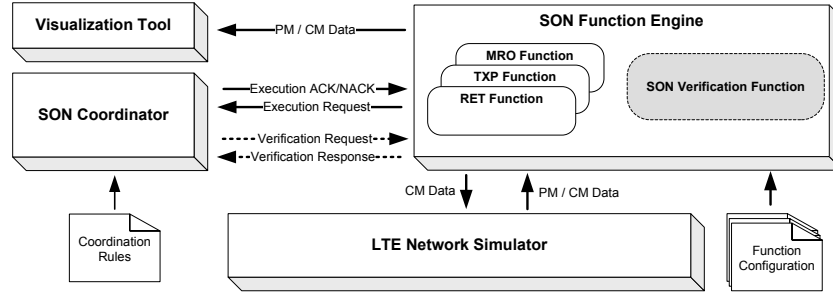 Visualization Tool
PM / CM Data
SON Function Engine
MRO Function
TXP Function
RET Function
SON Verification Function
SON Coordinator
Execution ACK/NACK
Execution Request
Verification Request
Verification Response
CM Data
PM / CM Data
Coordination
Rules
LTE Network Simulator
Function
Configuration